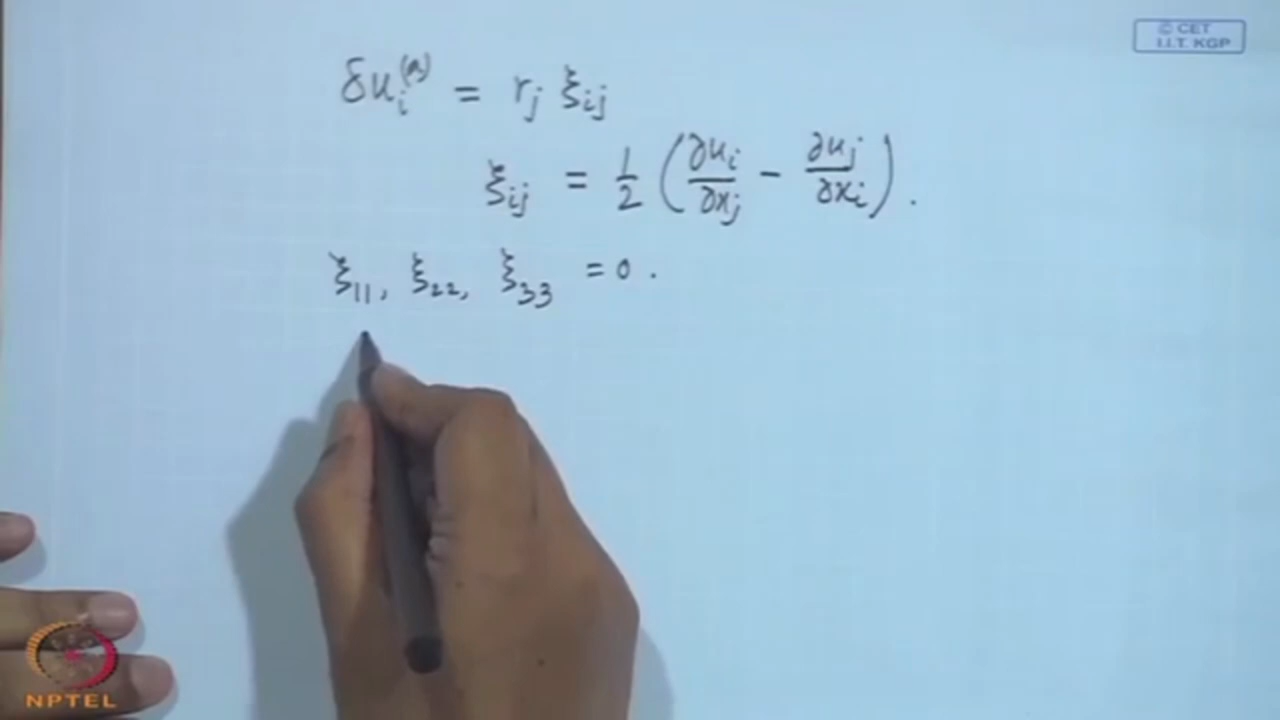 © CET
I.I.T. KGP
δu_i^(a) = r_j ξ_ij
ξ_ij = 1/2 (∂u_i/∂x_j - ∂u_j/∂x_i).
ξ_11, ξ_22, ξ_33 = 0.
NPTEL